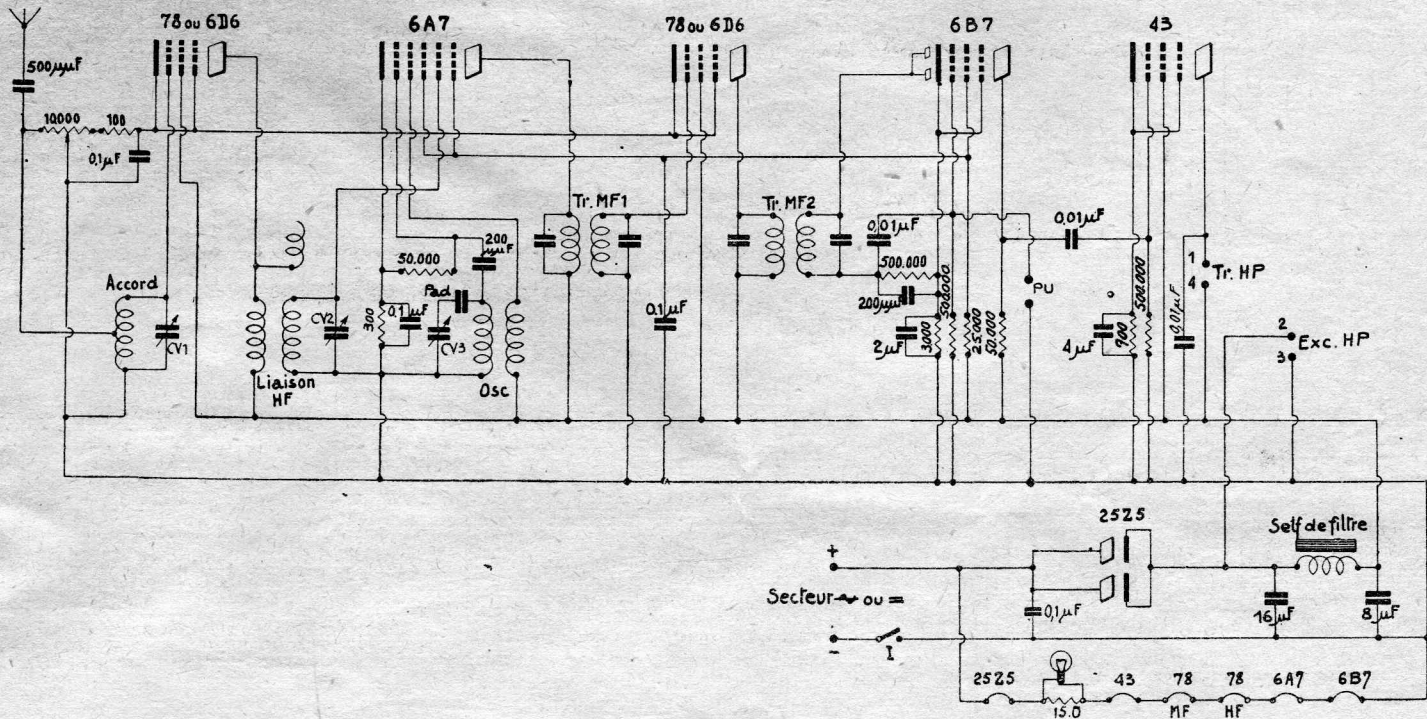 78 ou 6D6
6A7
78 ou 6D6
6B7
43
500µµF
10.000
100
0,1µF
Accord
CV1
Liaison
HF
CV2
50.000
200
µµF
Pad
300
0,1µF
CV3
Osc
Tr. MF1
0,1µF
Tr. MF2
0,01µF
500.000
200µµF
2µF
3000
500.000
25.000
50.000
PU
0,01µF
4µF
700
500.000
0,01µF
1
Tr. HP
4
2
Exc. HP
3
25Z5
Self de filtre
+
Secteur ~ ou =
-
I
0,1µF
16µF
8µF
25Z5
43
78
78
6A7
6B7
15.0
MF
HF